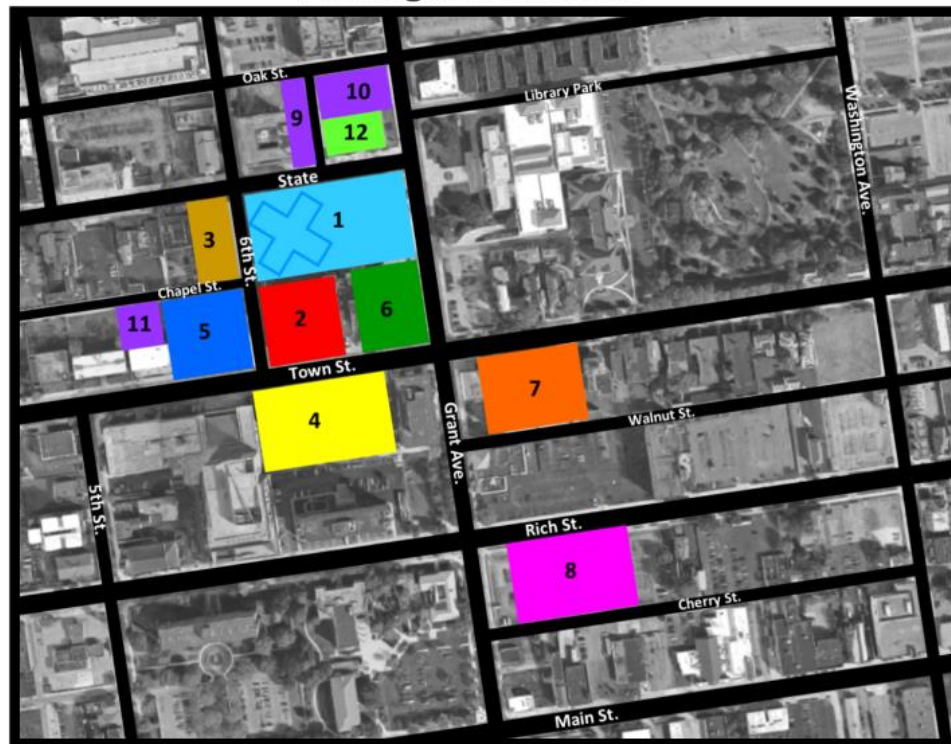 Oak St.
10
9
12
Library Park
Washington Ave.
State
1
3
6th St.
Chapel St.
11
5
2
6
Town St.
4
7
Grant Ave.
Walnut St.
5th St.
Rich St.
8
Cherry St.
Main St.